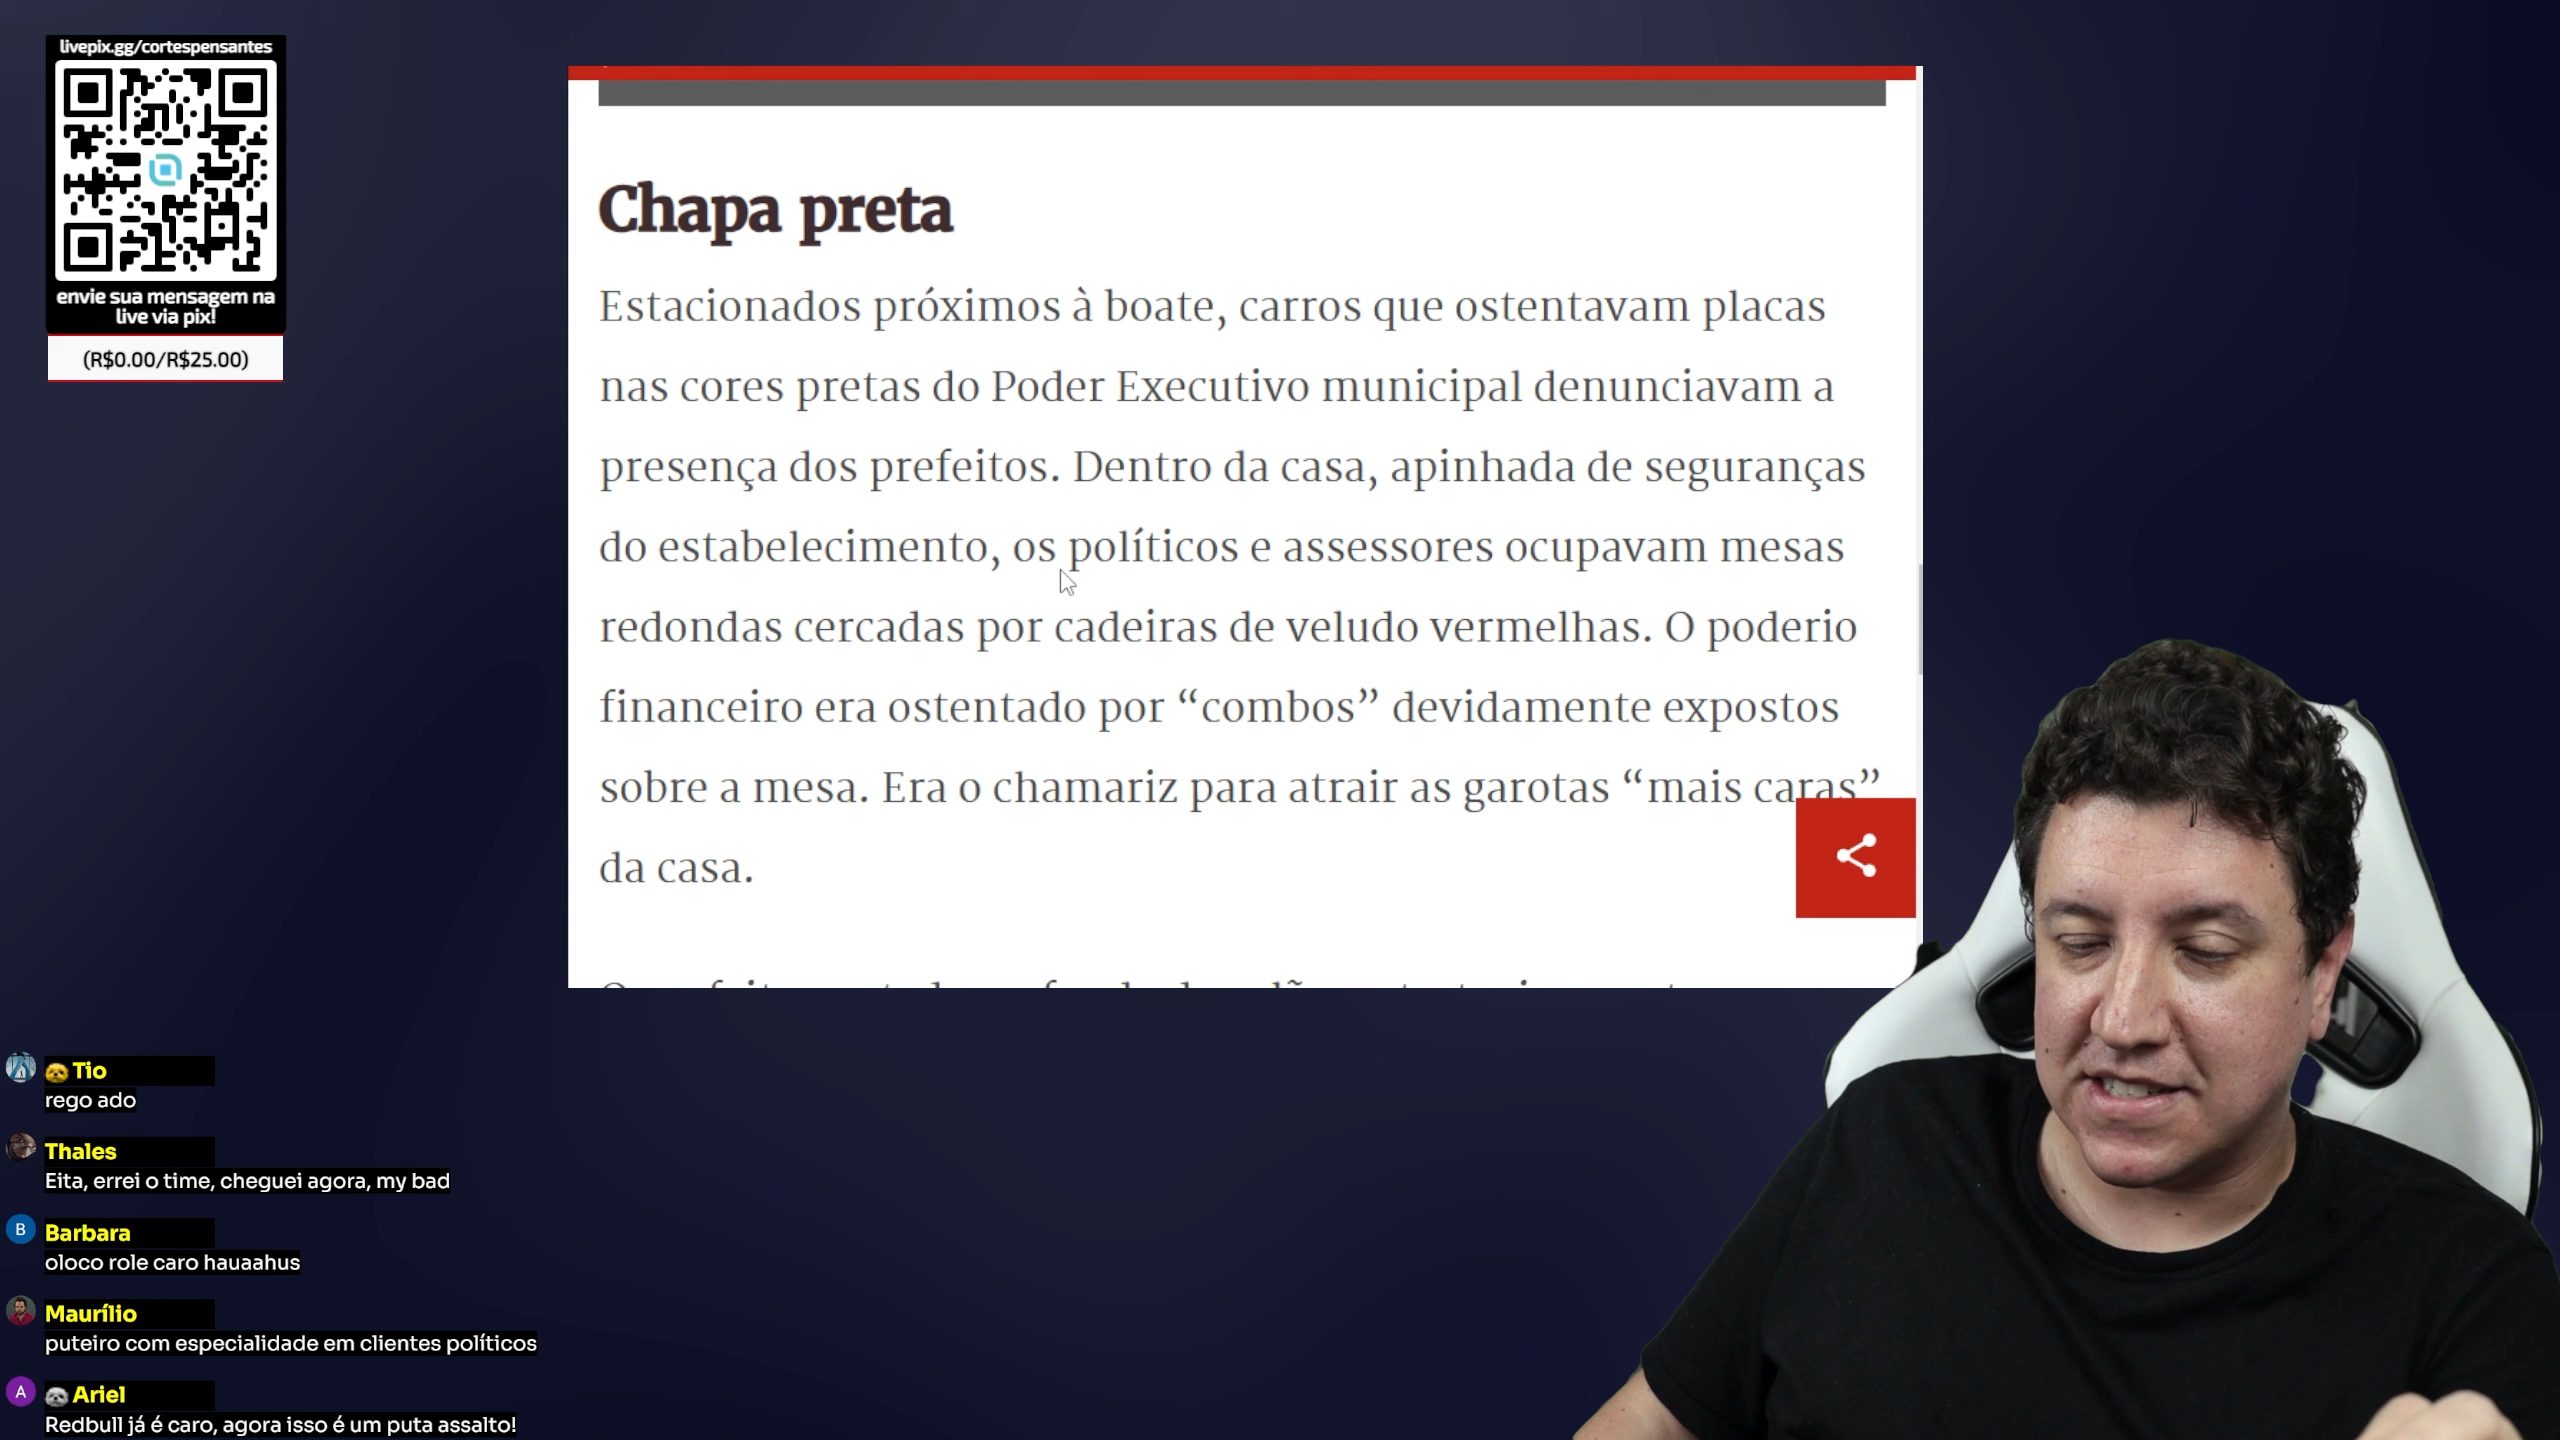 livepix.gg/cortespensantes
envie sua mensagem na
live via pix!
(R$0.00/R$25.00)
Chapa preta
Estacionados próximos à boate, carros que ostentavam placas
nas cores pretas do Poder Executivo municipal denunciavam a
presença dos prefeitos. Dentro da casa, apinhada de seguranças
do estabelecimento, os políticos e assessores ocupavam mesas
redondas cercadas por cadeiras de veludo vermelhas. O poderio
financeiro era ostentado por “combos” devidamente expostos
sobre a mesa. Era o chamariz para atrair as garotas “mais caras”
da casa.
Tio
rego ado
Thales
Eita, errei o time, cheguei agora, my bad
B Barbara
oloco role caro hauaahus
Maurílio
puteiro com especialidade em clientes políticos
A Ariel
Redbull já é caro, agora isso é um puta assalto!